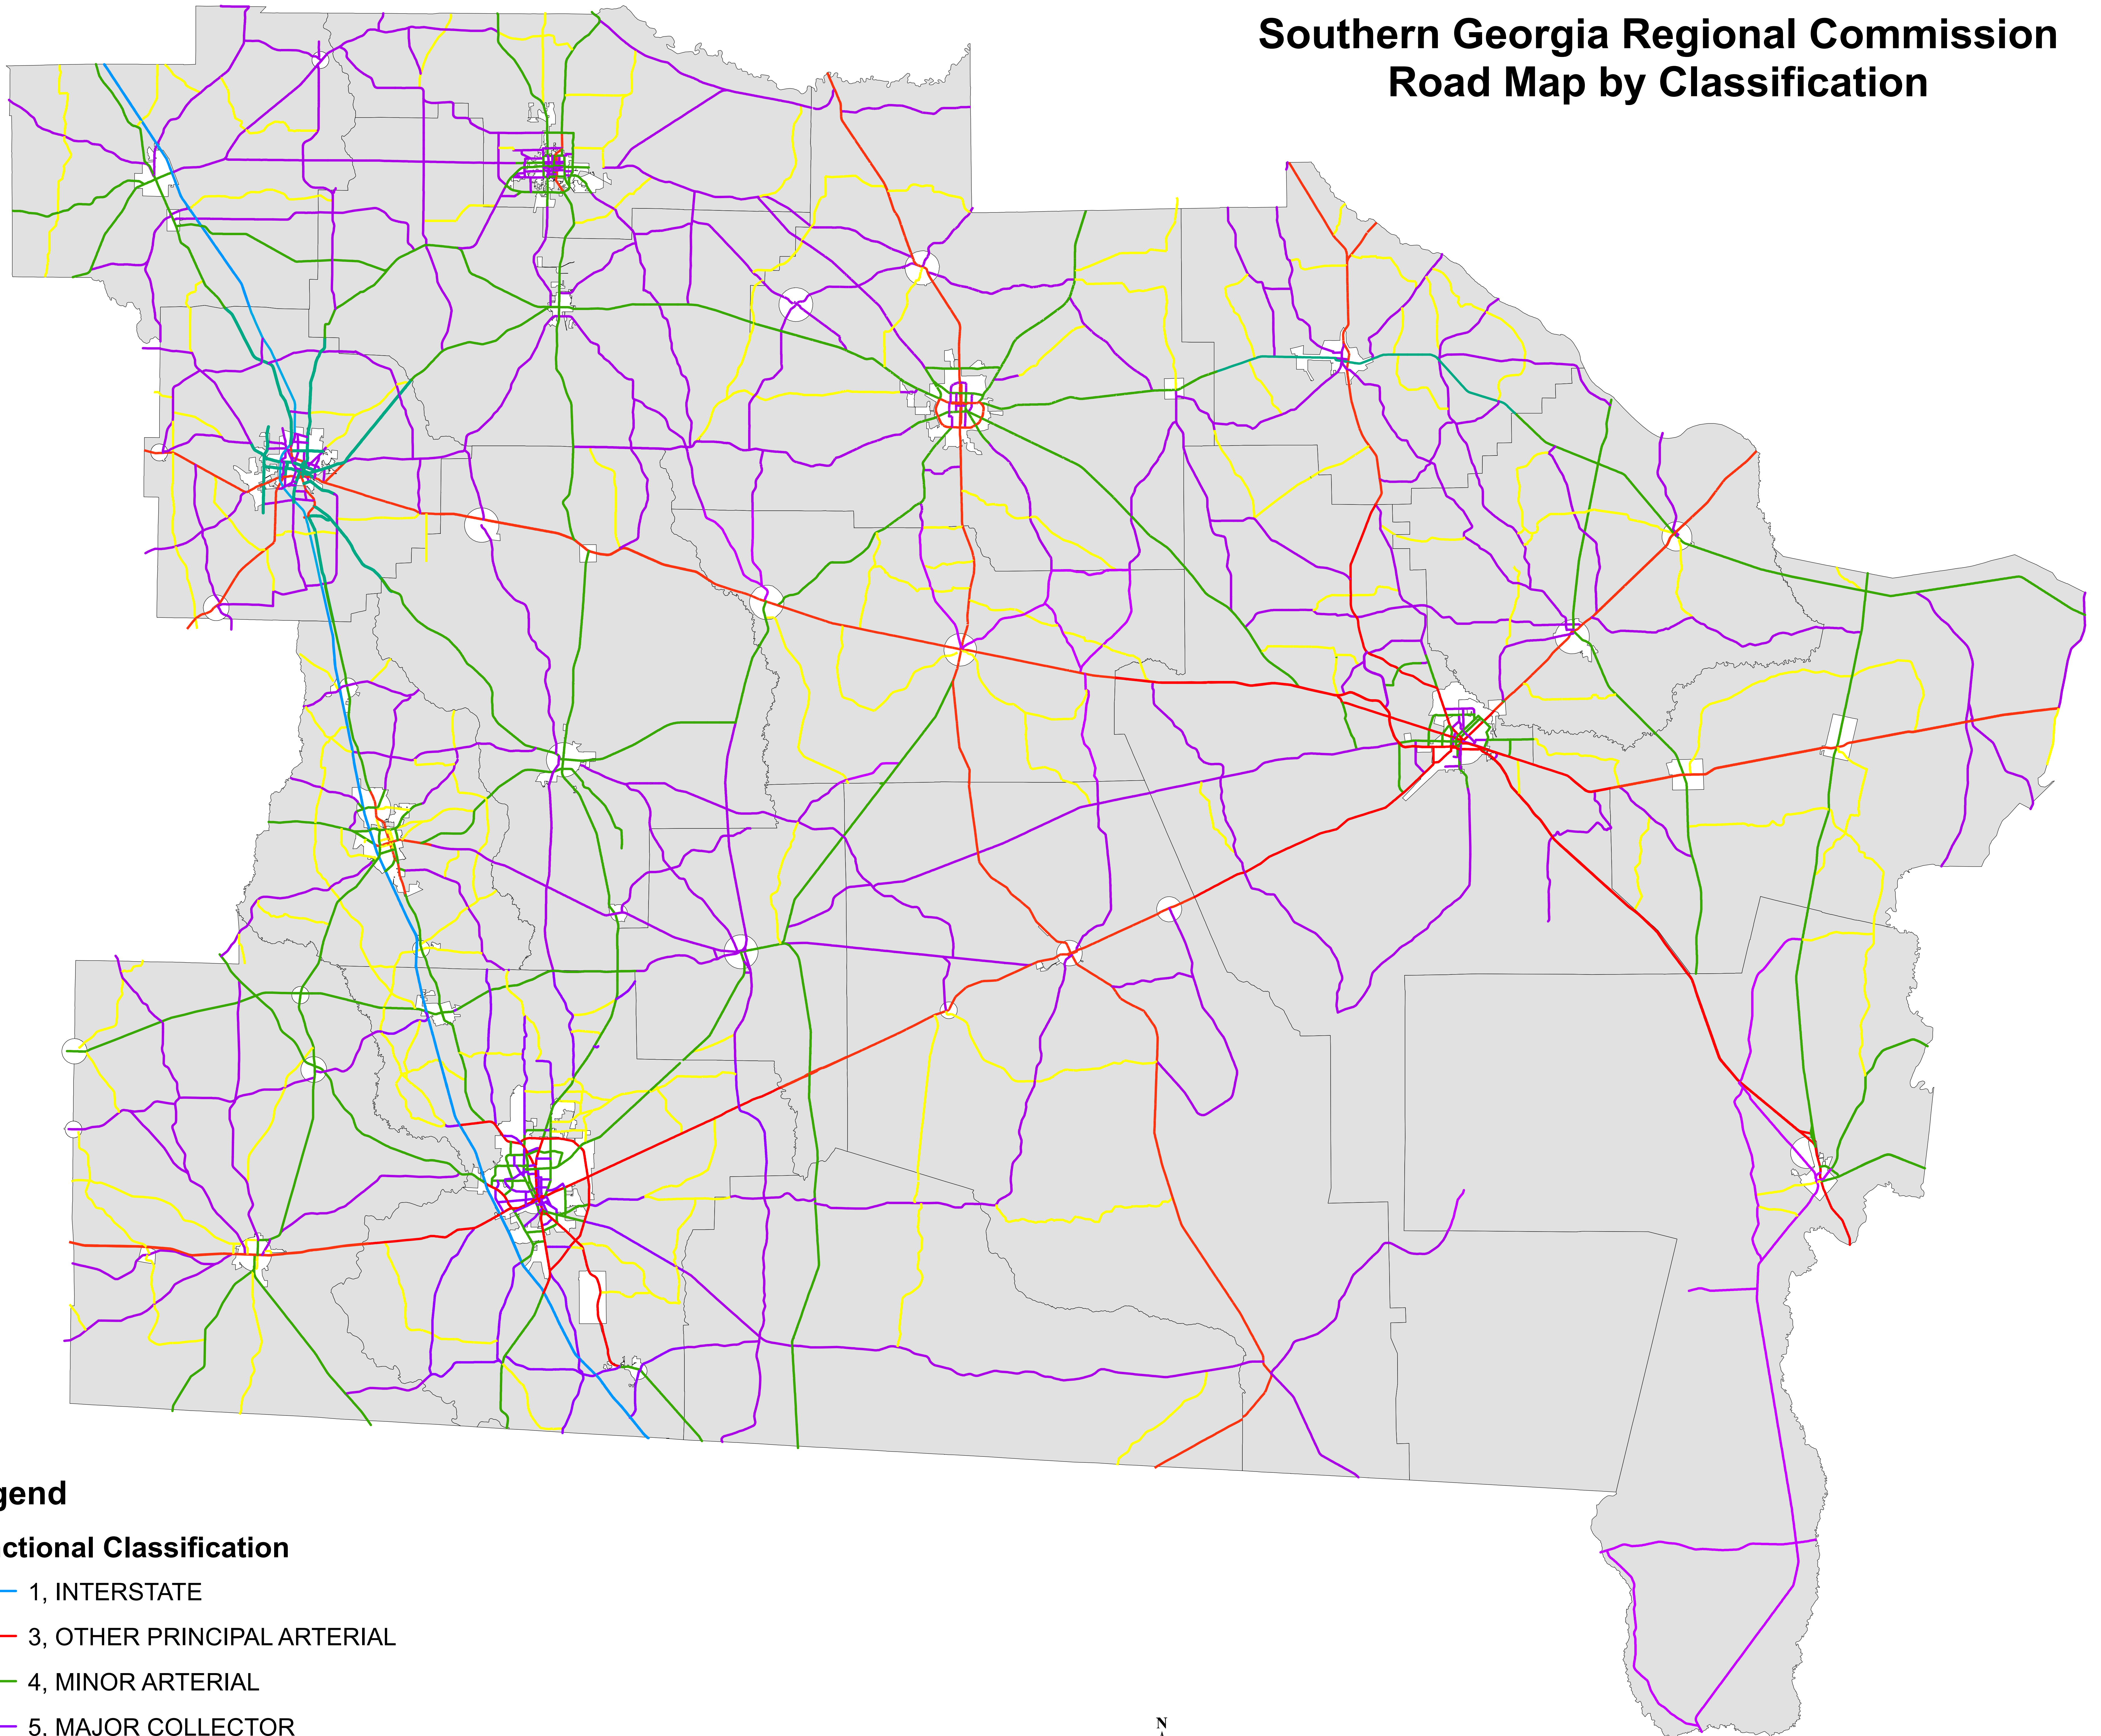 Southern Georgia Regional Commission
Road Map by Classification
gend
ctional Classification
1, INTERSTATE
3, OTHER PRINCIPAL ARTERIAL
4, MINOR ARTERIAL
5, MAJOR COLLECTOR
N